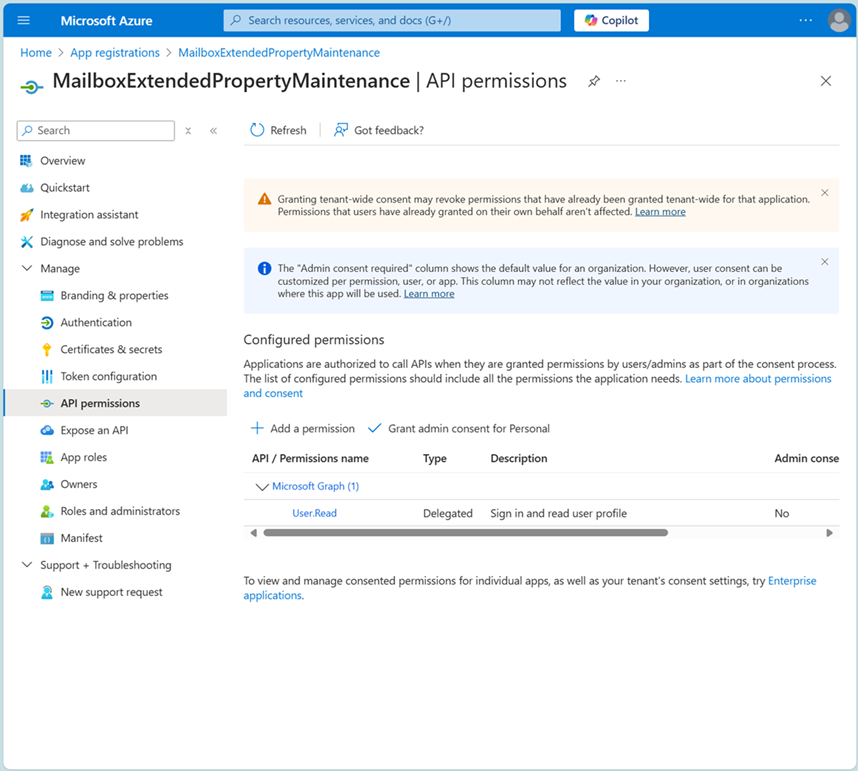 Microsoft Azure
Search resources, services, and docs (G+/)
Copilot
Home > App registrations > MailboxExtendedPropertyMaintenance
MailboxExtendedPropertyMaintenance | API permissions
Search
Refresh
Got feedback?
Overview
Quickstart
Integration assistant
Diagnose and solve problems
Manage
Branding & properties
Authentication
Certificates & secrets
Token configuration
API permissions
Expose an API
App roles
Owners
Roles and administrators
Manifest
Support + Troubleshooting
New support request
Granting tenant-wide consent may revoke permissions that have already been granted tenant-wide for that application.
Permissions that users have already granted on their own behalf aren't affected. Learn more
The "Admin consent required" column shows the default value for an organization. However, user consent can be
customized per permission, user, or app. This column may not reflect the value in your organization, or in organizations
where this app will be used. Learn more
Configured permissions
Applications are authorized to call APIs when they are granted permissions by users/admins as part of the consent process.
The list of configured permissions should include all the permissions the application needs. Learn more about permissions
and consent
Add a permission
Grant admin consent for Personal
API / Permissions name Type Description Admin conse
Microsoft Graph (1)
User.Read Delegated Sign in and read user profile No
To view and manage consented permissions for individual apps, as well as your tenant's consent settings, try Enterprise
applications.